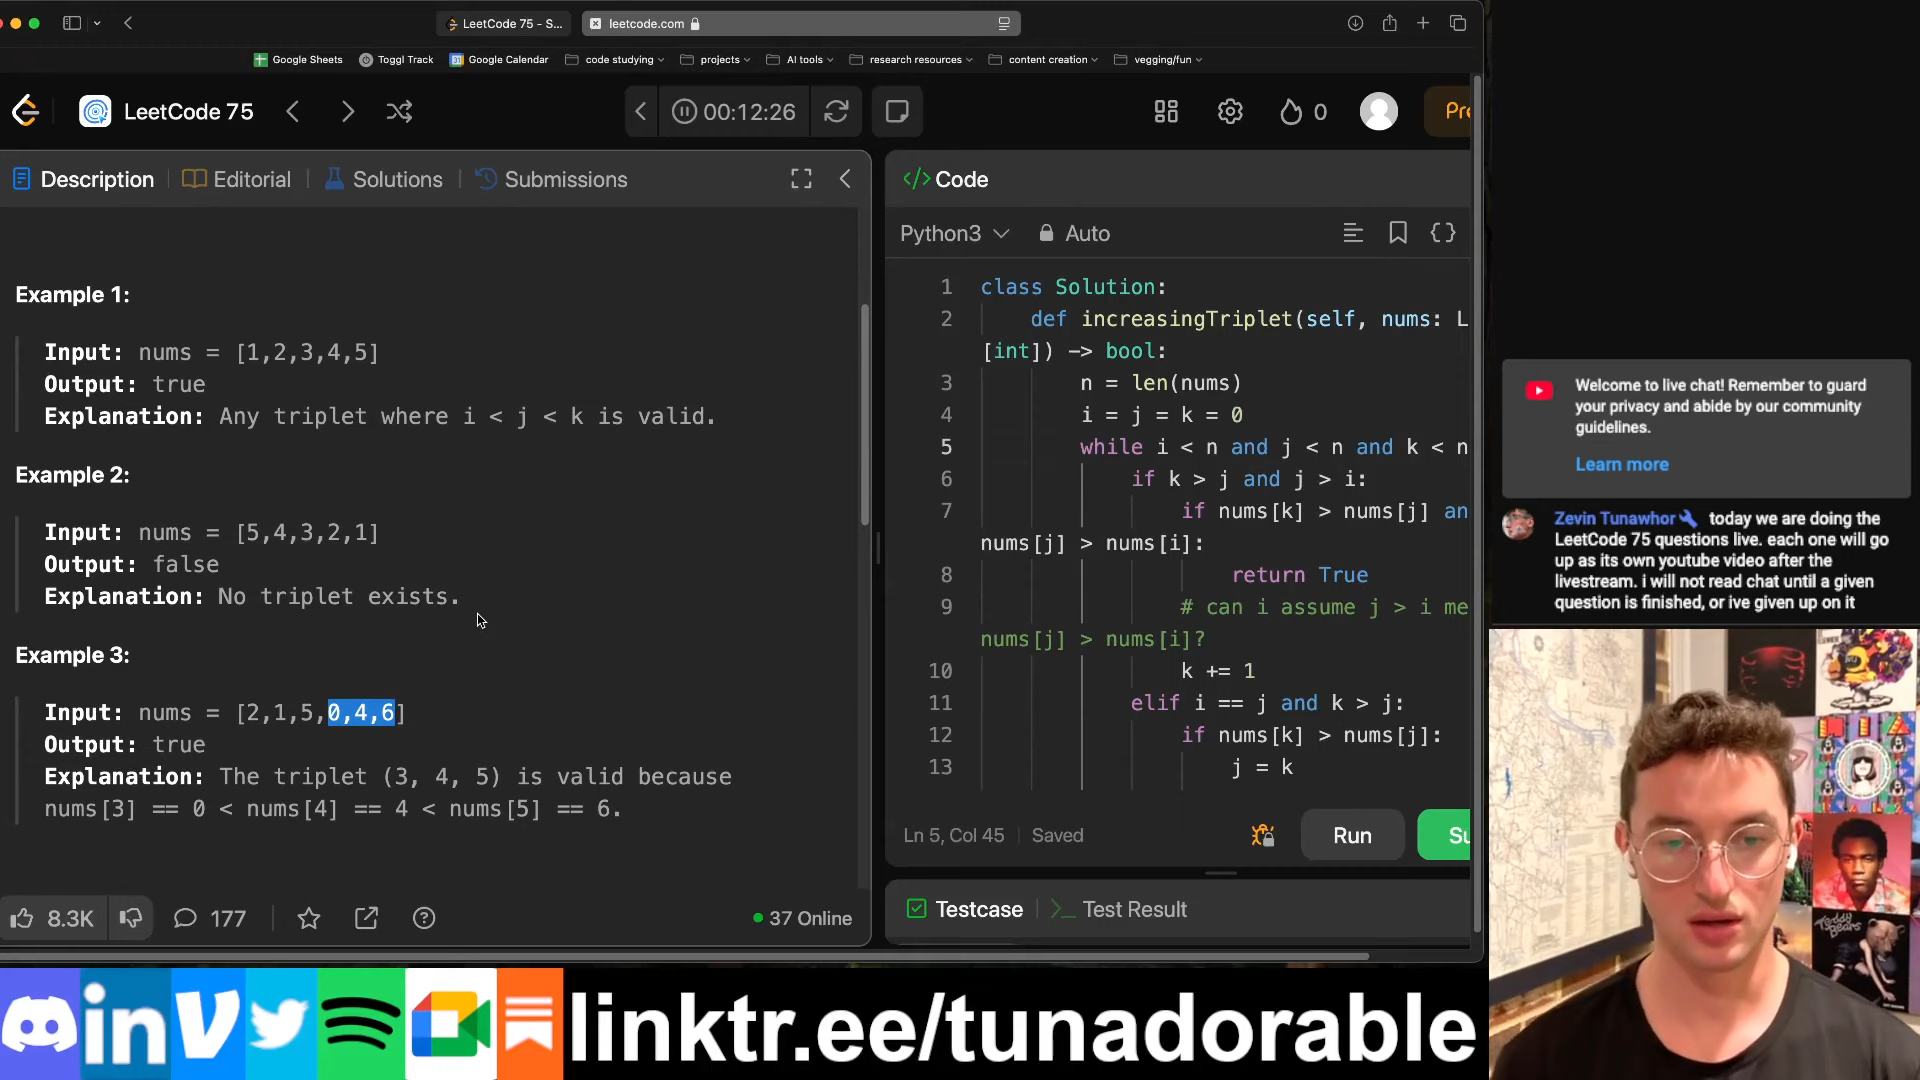 LeetCode 75 - S...
leetcode.com
Google Sheets
Toggl Track
Google Calendar
code studying
projects
AI tools
research resources
content creation
vegging/fun
LeetCode 75
00:12:26
0
Pre
Description
Editorial
Solutions
Submissions
Example 1:
Input: nums = [1,2,3,4,5]
Output: true
Explanation: Any triplet where i < j < k is valid.
Example 2:
Input: nums = [5,4,3,2,1]
Output: false
Explanation: No triplet exists.
Example 3:
Input: nums = [2,1,5,0,4,6]
Output: true
Explanation: The triplet (3, 4, 5) is valid because
nums[3] == 0 < nums[4] == 4 < nums[5] == 6.
8.3K
177
37 Online
</> Code
Python3
Auto
1 class Solution:
2 def increasingTriplet(self, nums: L
[int]) -> bool:
3 n = len(nums)
4 i = j = k = 0
5 while i < n and j < n and k < n
6 if k > j and j > i:
7 if nums[k] > nums[j] an
nums[j] > nums[i]:
8 return True
9 # can i assume j > i me
nums[j] > nums[i]?
10 k += 1
11 elif i == j and k > j:
12 if nums[k] > nums[j]:
13 j = k
Ln 5, Col 45
Saved
Run
Su
Testcase
Test Result
Welcome to live chat! Remember to guard
your privacy and abide by our community
guidelines.
Learn more
Zevin Tunawhor today we are doing the
LeetCode 75 questions live. each one will go
up as its own youtube video after the
livestream. i will not read chat until a given
question is finished, or ive given up on it
in
linktr.ee/tunadorable